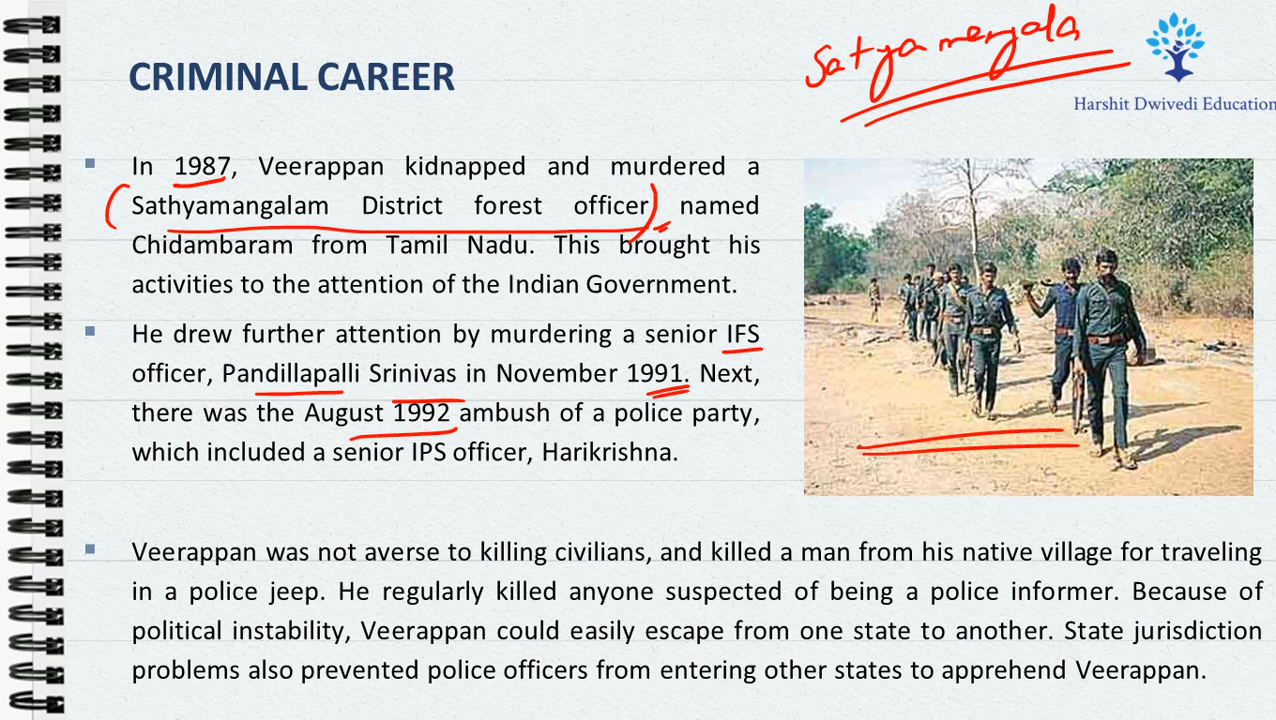 CRIMINAL CAREER
Satyamangala
Harshit Dwivedi Education
In 1987, Veerappan kidnapped and murdered a
Sathyamangalam District forest officer named
Chidambaram from Tamil Nadu. This brought his
activities to the attention of the Indian Government.
He drew further attention by murdering a senior IFS
officer, Pandillapalli Srinivas in November 1991. Next,
there was the August 1992 ambush of a police party,
which included a senior IPS officer, Harikrishna.
Veerappan was not averse to killing civilians, and killed a man from his native village for traveling
in a police jeep. He regularly killed anyone suspected of being a police informer. Because of
political instability, Veerappan could easily escape from one state to another. State jurisdiction
problems also prevented police officers from entering other states to apprehend Veerappan.